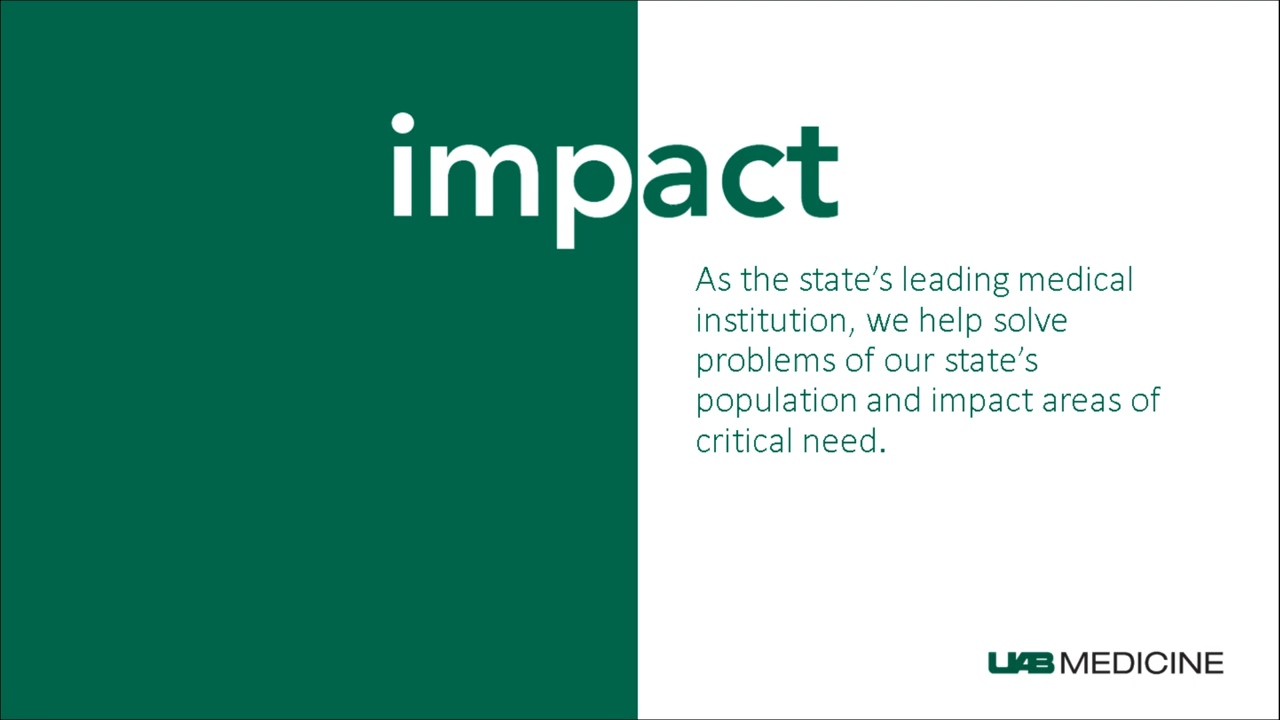 impact
As the state’s leading medical
institution, we help solve
problems of our state’s
population and impact areas of
critical need.
UAB MEDICINE